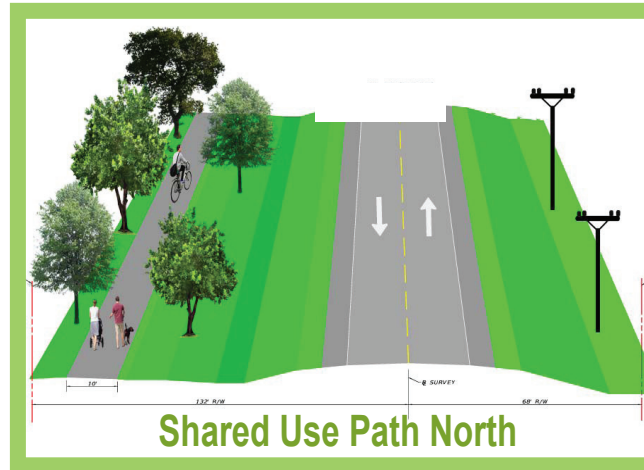 10'
℄ SURVEY
132' R/W
68' R/W
Shared Use Path North